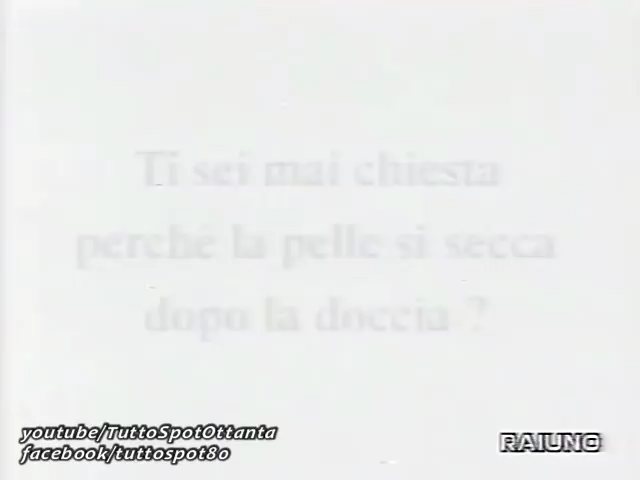 Ti sei mai chiesta
perché la pelle si secca
dopo la doccia ?
youtube/TuttoSpotOttanta
facebook/tuttospot80
RAIUNO